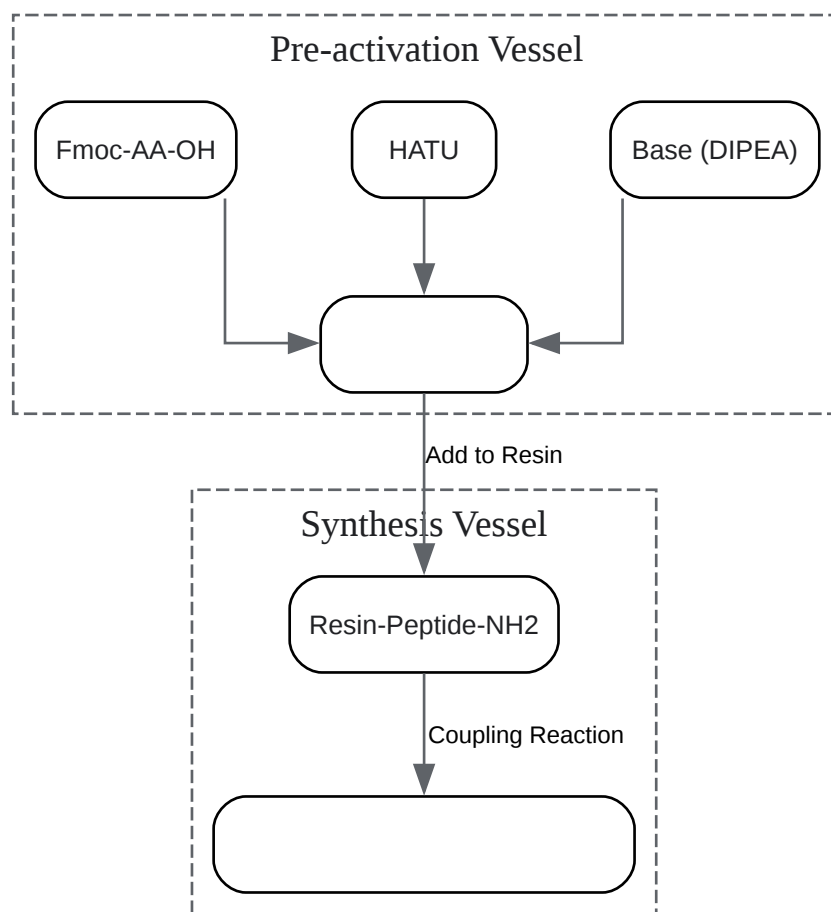 Pre-activation Vessel
Fmoc-AA-OH
HATU
Base (DIPEA)
Add to Resin
Synthesis Vessel
Resin-Peptide-NH2
Coupling Reaction